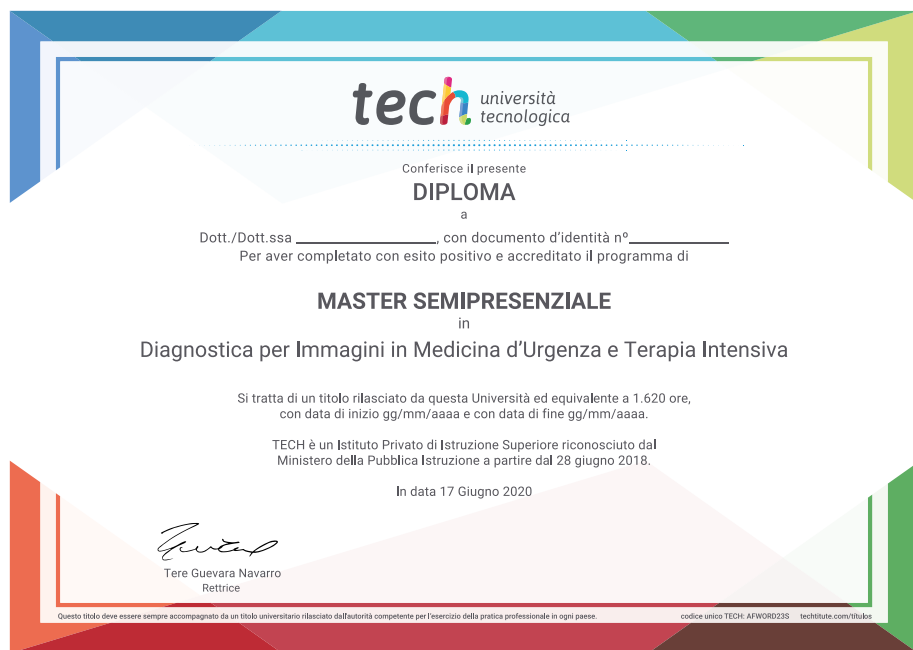 tech università
tecnologica
Conferisce il presente
DIPLOMA
a
Dott./Dott.ssa _________________, con documento d'identità nº____________
Per aver completato con esito positivo e accreditato il programma di
MASTER SEMIPRESENZIALE
in
Diagnostica per Immagini in Medicina d'Urgenza e Terapia Intensiva
Si tratta di un titolo rilasciato da questa Università ed equivalente a 1.620 ore,
con data di inizio gg/mm/aaaa e con data di fine gg/mm/aaaa.
TECH è un Istituto Privato di Istruzione Superiore riconosciuto dal
Ministero della Pubblica Istruzione a partire dal 28 giugno 2018.
In data 17 Giugno 2020
Tere Guevara Navarro
Rettrice
Questo titolo deve essere sempre accompagnato da un titolo universitario rilasciato dall'autorità competente per l'esercizio della pratica professionale in ogni paese. codice unico TECH: AFWORD23S techtitute.com/títulos